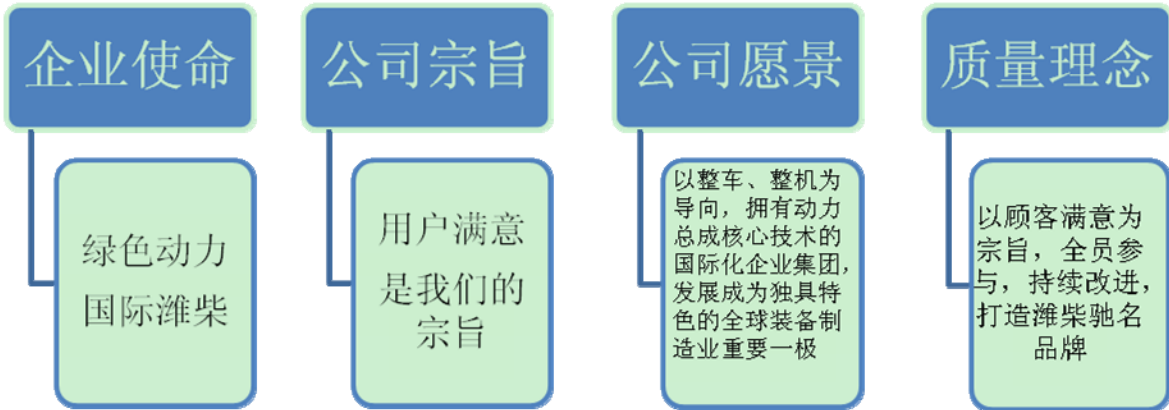 企业使命
绿色动力
国际潍柴
公司宗旨
用户满意
是我们的
宗旨
公司愿景
以整车、整机为
导向，拥有动力
总成核心技术的
国际化企业集团，
发展成为独具特
色的全球装备制
造业重要一极
质量理念
以顾客满意为
宗旨，全员参
与，持续改进，
打造潍柴驰名
品牌